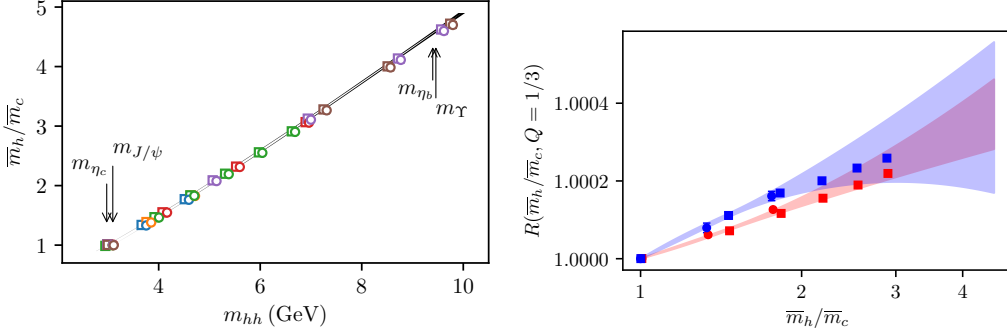 5
4
3
2
1
m̅_h/m̅_c
m_{η_c}
m_{J/ψ}
m_{η_b}
m_Υ
4
6
8
10
m_{hh} (GeV)
1.0004
1.0002
1.0000
R(m̅_h/m̅_c, Q = 1/3)
1
2
3
4
m̅_h/m̅_c